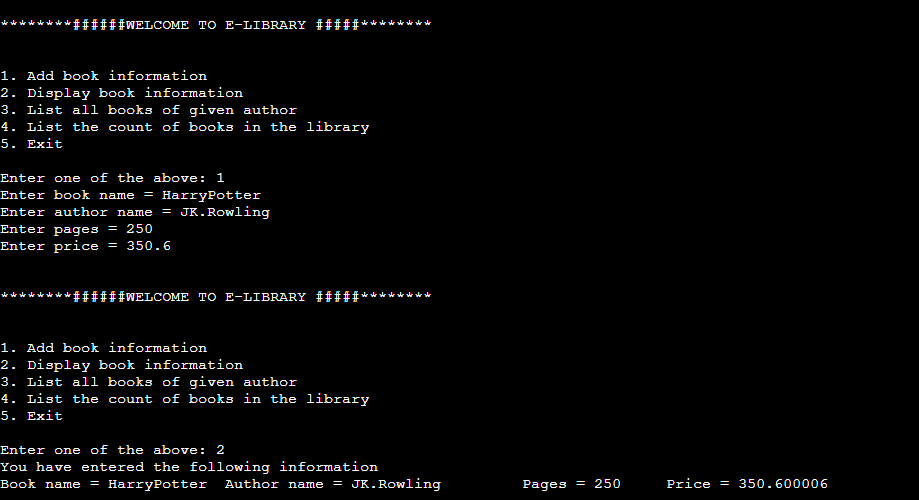 ********######WELCOME TO E-LIBRARY #####********
1. Add book information
2. Display book information
3. List all books of given author
4. List the count of books in the library
5. Exit
Enter one of the above: 1
Enter book name = HarryPotter
Enter author name = JK.Rowling
Enter pages = 250
Enter price = 350.6
********######WELCOME TO E-LIBRARY #####********
1. Add book information
2. Display book information
3. List all books of given author
4. List the count of books in the library
5. Exit
Enter one of the above: 2
You have entered the following information
Book name = HarryPotter  Author name = JK.Rowling         Pages = 250     Price = 350.600006